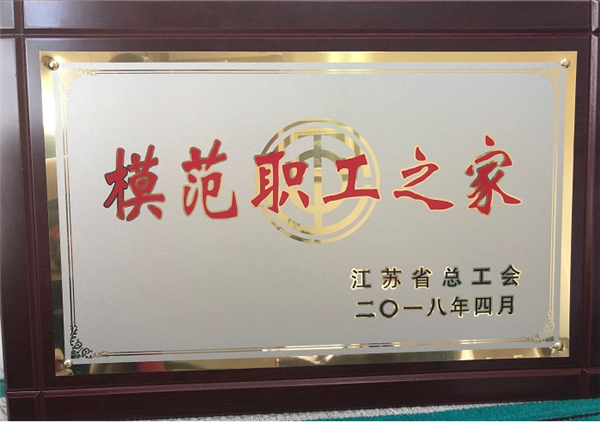 模范职工之家
江苏省总工会
二〇一八年四月